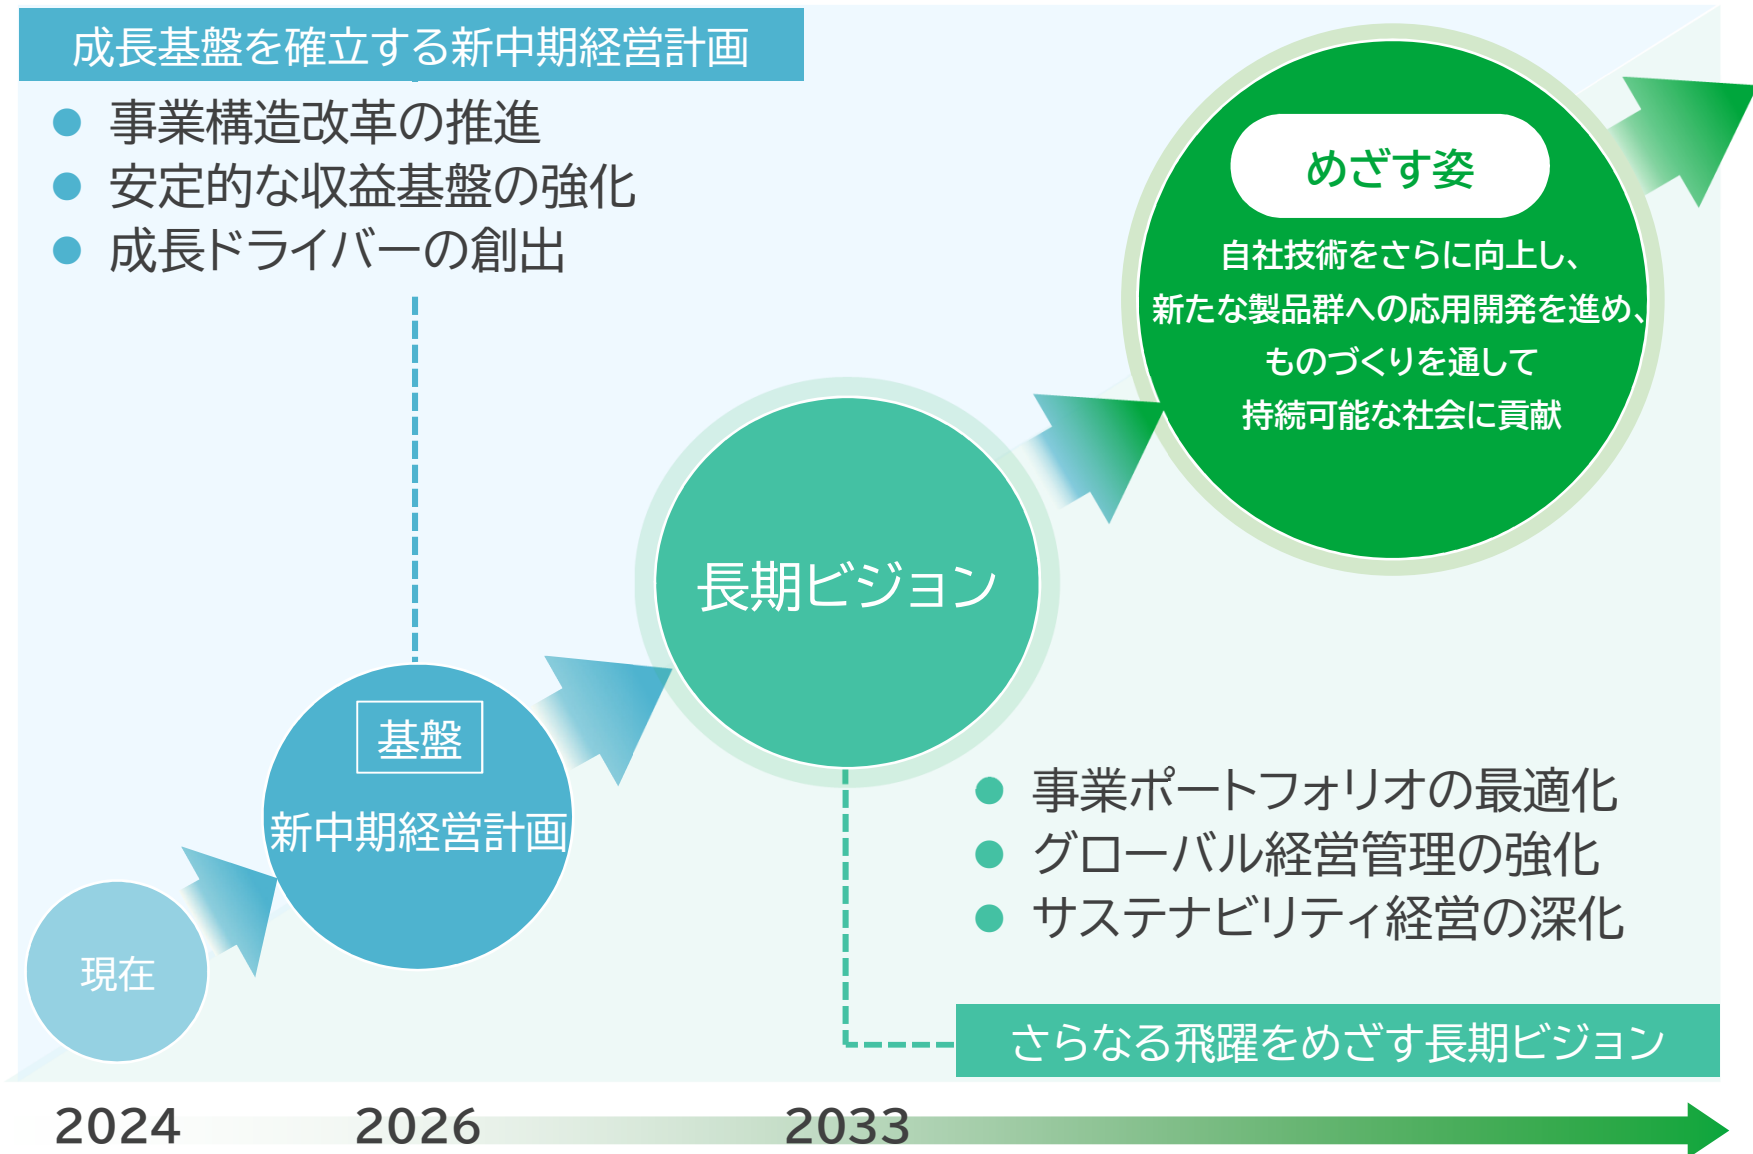 成長基盤を確立する新中期経営計画
事業構造改革の推進
安定的な収益基盤の強化
成長ドライバーの創出
めざす姿
自社技術をさらに向上し、
新たな製品群への応用開発を進め、
ものづくりを通して
持続可能な社会に貢献
長期ビジョン
基盤
新中期経営計画
現在
事業ポートフォリオの最適化
グローバル経営管理の強化
サステナビリティ経営の深化
さらなる飛躍をめざす長期ビジョン
2024
2026
2033